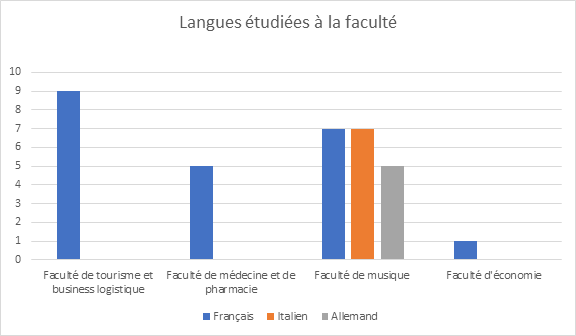 Langues étudiées à la faculté
10
9
8
7
6
5
4
3
2
1
0
Faculté de tourisme et
business logistique
Faculté de médecine et de
pharmacie
Faculté de musique
Faculté d'économie
Français
Italien
Allemand